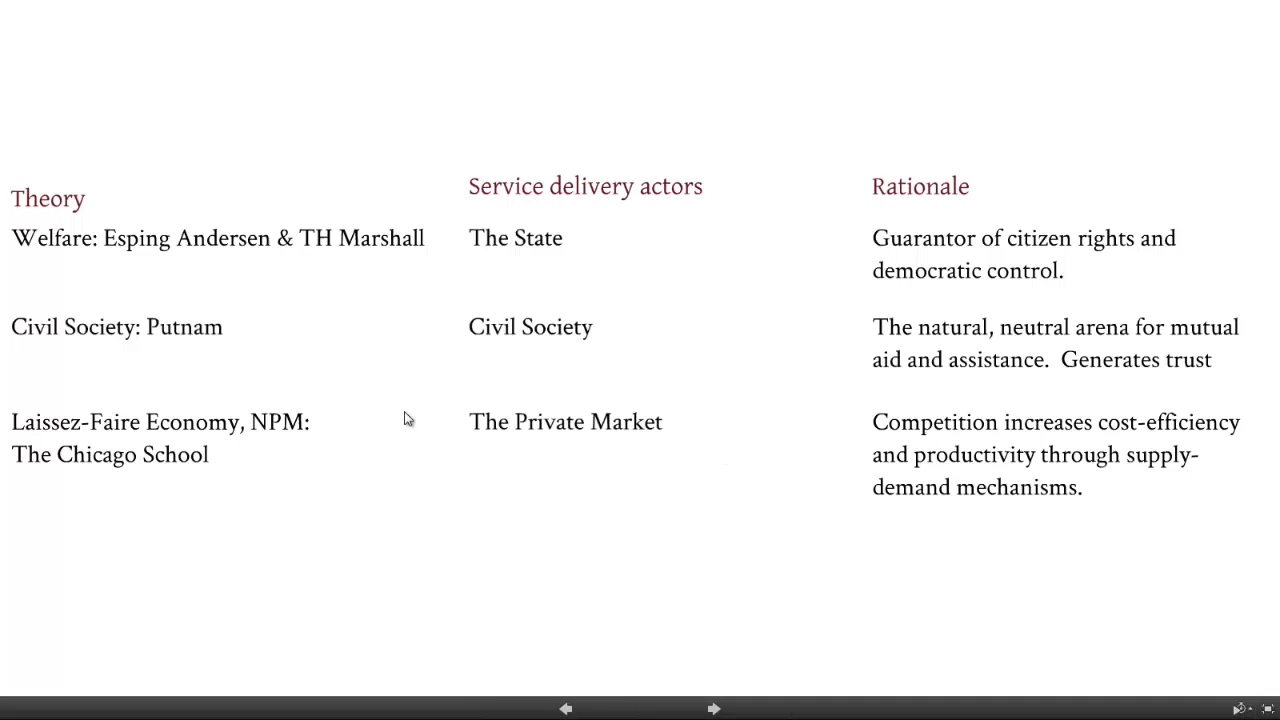 Theory
Service delivery actors
Rationale
Welfare: Esping Andersen & TH Marshall
The State
Guarantor of citizen rights and
democratic control.
Civil Society: Putnam
Civil Society
The natural, neutral arena for mutual
aid and assistance.  Generates trust
Laissez-Faire Economy, NPM:
The Chicago School
The Private Market
Competition increases cost-efficiency
and productivity through supply-
demand mechanisms.